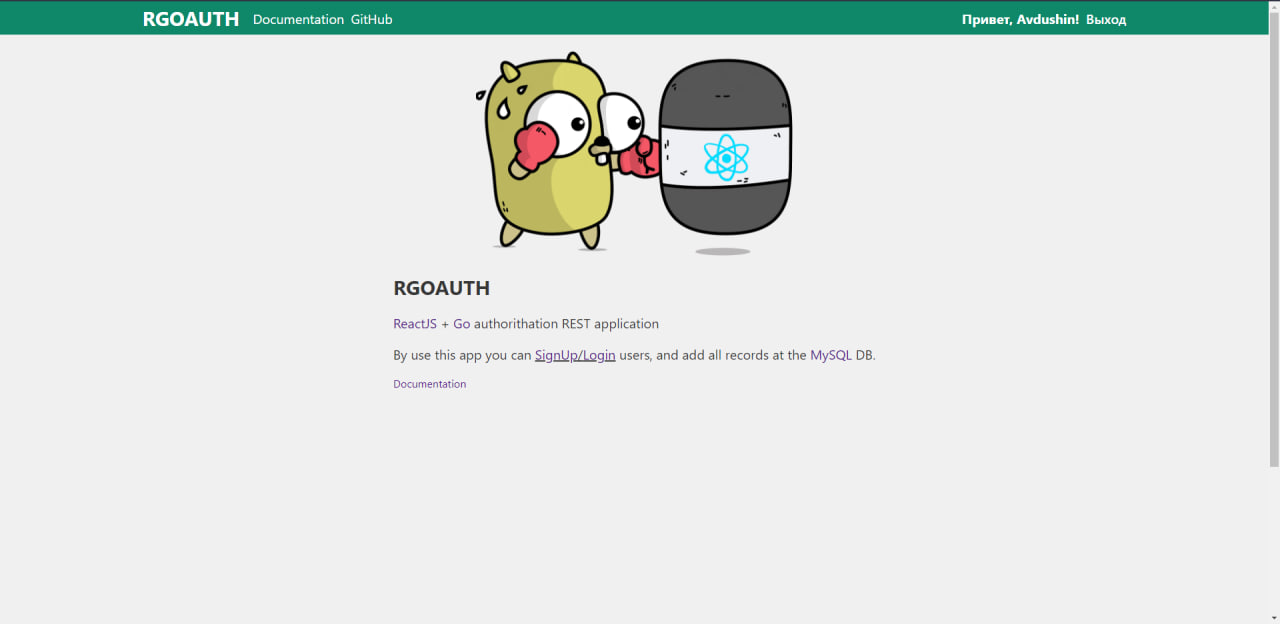 RGOAUTH Documentation GitHub Привет, Avdushin! Выход
RGOAUTH
ReactJS + Go authorithation REST application
By use this app you can SignUp/Login users, and add all records at the MySQL DB.
Documentation